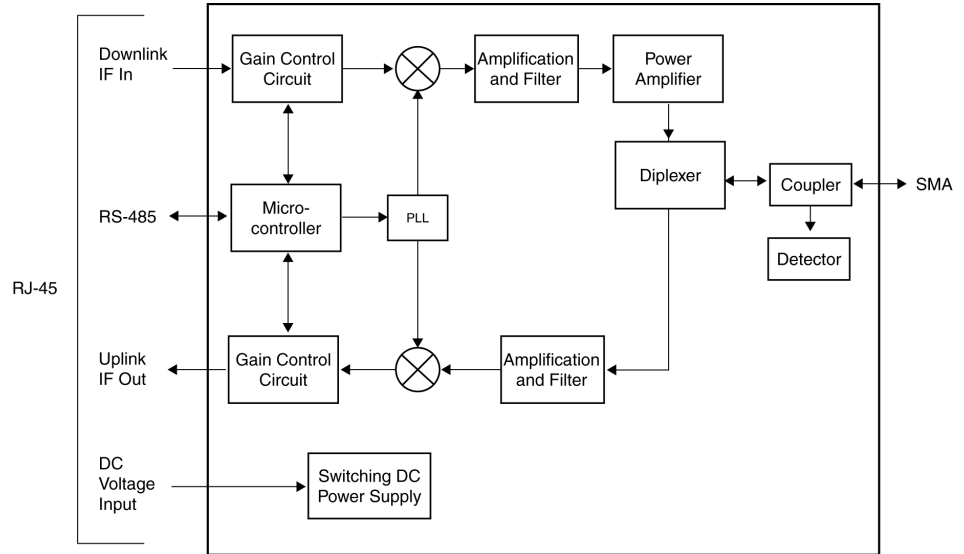 Downlink
IF In
Gain Control
Circuit
Amplification
and Filter
Power
Amplifier
Diplexer
Coupler
SMA
RS-485
Micro-
controller
PLL
Detector
RJ-45
Uplink
IF Out
Gain Control
Circuit
Amplification
and Filter
DC
Voltage
Input
Switching DC
Power Supply